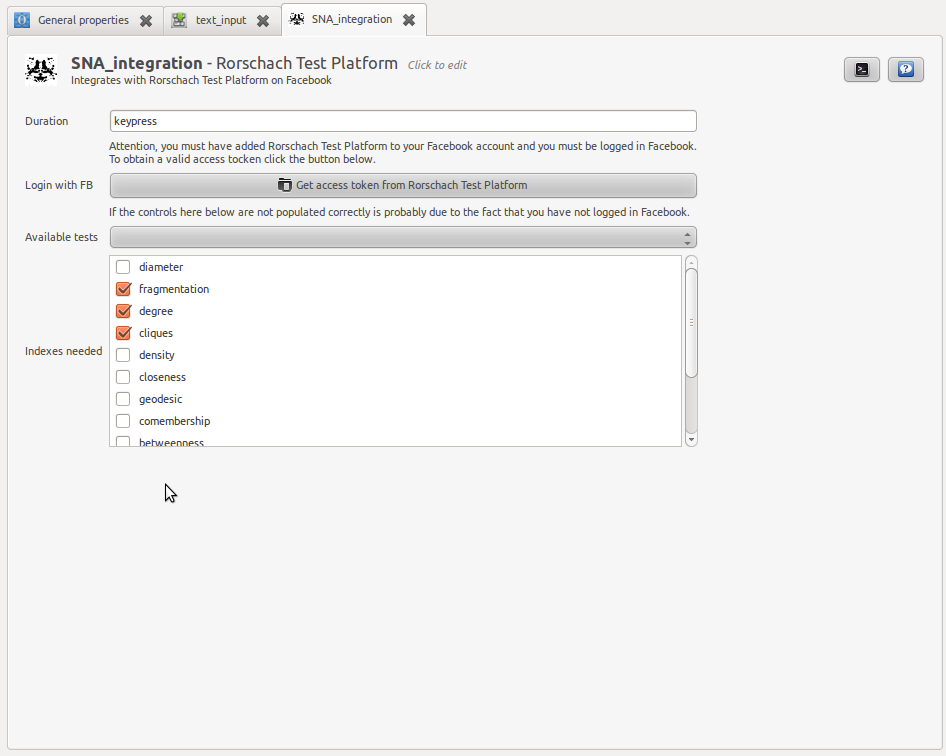 General properties
text_input
SNA_integration
SNA_integration - Rorschach Test Platform Click to edit
Integrates with Rorschach Test Platform on Facebook
Duration
keypress
Attention, you must have added Rorschach Test Platform to your Facebook account and you must be logged in Facebook.
To obtain a valid access tocken click the button below.
Login with FB
Get access token from Rorschach Test Platform
If the controls here below are not populated correctly is probably due to the fact that you have not logged in Facebook.
Available tests
Indexes needed
diameter
fragmentation
degree
cliques
density
closeness
geodesic
comembership
betweenness